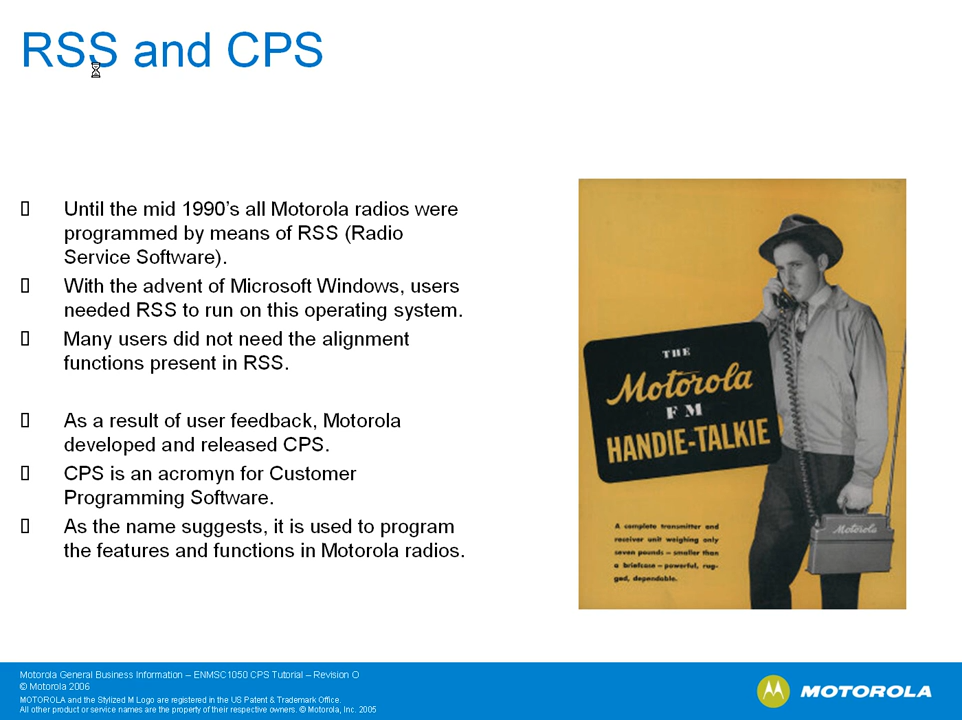 RSS and CPS
Until the mid 1990's all Motorola radios were
programmed by means of RSS (Radio
Service Software).
With the advent of Microsoft Windows, users
needed RSS to run on this operating system.
Many users did not need the alignment
functions present in RSS.
As a result of user feedback, Motorola
developed and released CPS.
CPS is an acromyn for Customer
Programming Software.
As the name suggests, it is used to program
the features and functions in Motorola radios.
THE
Motorola
FM
HANDIE-TALKIE
A complete transmitter and
receiver unit weighing only
seven pounds — smaller than
a briefcase — powerful, rug-
ged, dependable.
Motorola
Motorola General Business Information – ENMSC1050 CPS Tutorial – Revision O
© Motorola 2006
MOTOROLA and the Stylized M Logo are registered in the US Patent & Trademark Office.
All other product or service names are the property of their respective owners. © Motorola, Inc. 2005
MOTOROLA